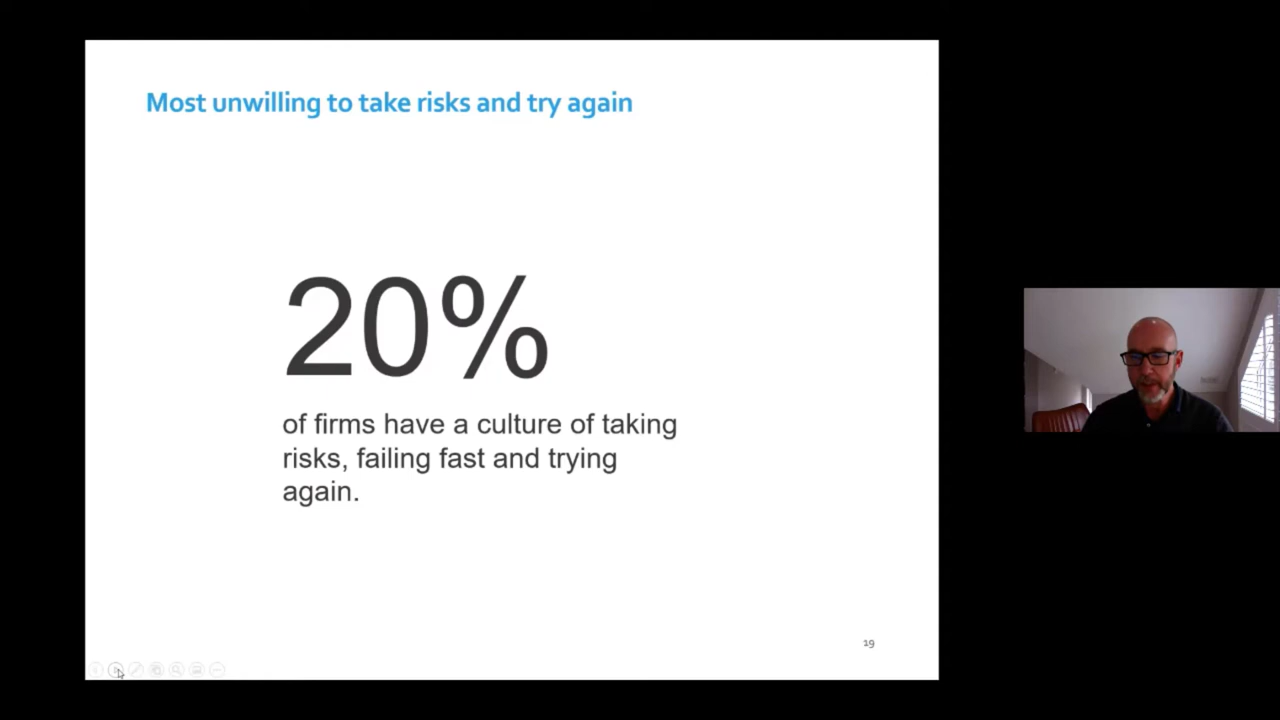 Most unwilling to take risks and try again
20%
of firms have a culture of taking
risks, failing fast and trying
again.
19